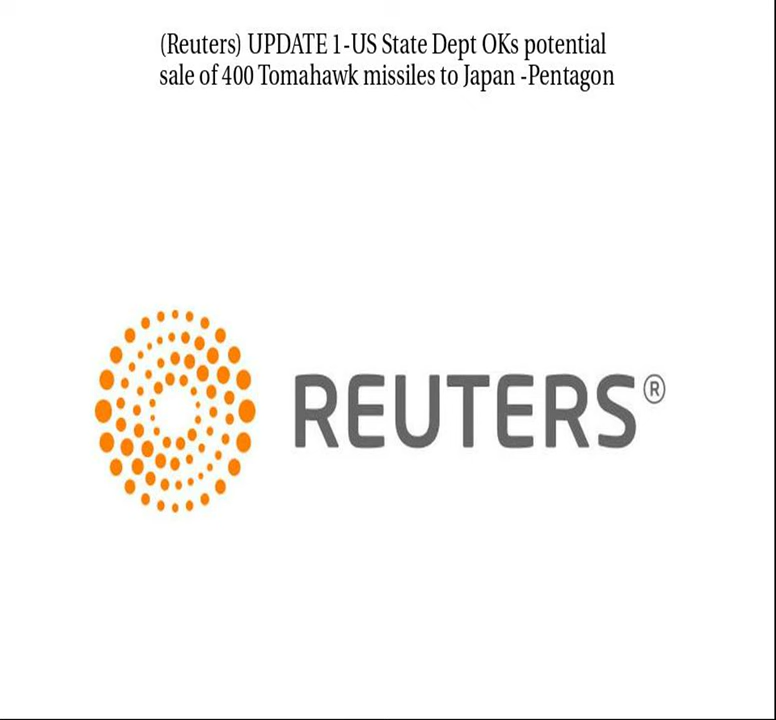 (Reuters) UPDATE 1-US State Dept OKs potential
sale of 400 Tomahawk missiles to Japan -Pentagon
REUTERS®